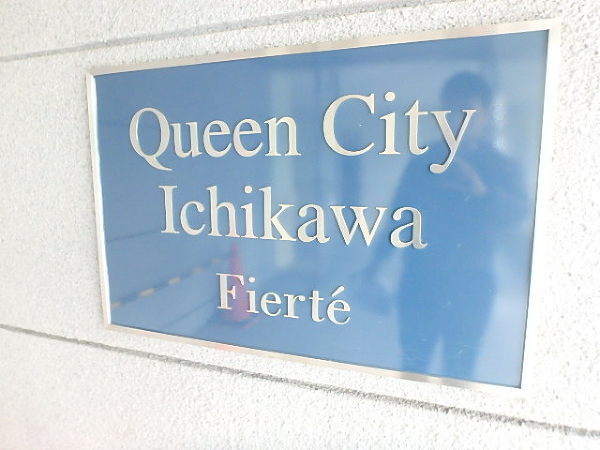 Queen City
Ichikawa
Fierté